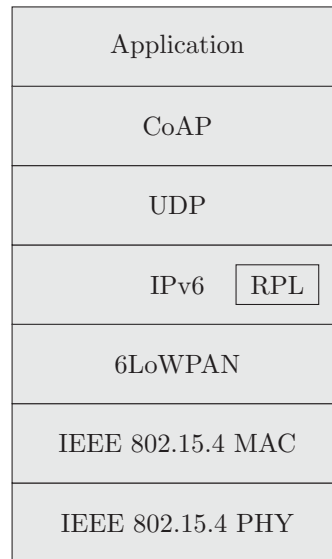 Application
CoAP
UDP
IPv6 RPL
6LoWPAN
IEEE 802.15.4 MAC
IEEE 802.15.4 PHY